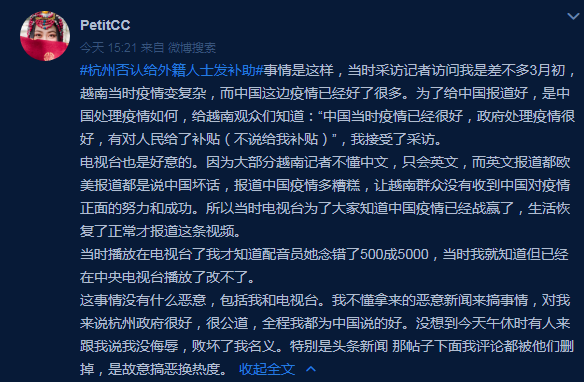 PetitCC
今天 15:21 来自 微博搜索
#杭州否认给外籍人士发补助#事情是这样，当时采访记者访问我是差不多3月初，
越南当时疫情变复杂，而中国这边疫情已经好了很多。为了给中国报道好，是中
国处理疫情如何，给越南观众们知道：“中国当时疫情已经很好，政府处理疫情很
好，有对人民给了补贴（不说给我补贴）”，我接受了采访。
电视台也是好意的。因为大部分越南记者不懂中文，只会英文，而英文报道都欧
美报道都是说中国坏话，报道中国疫情多糟糕，让越南群众没有收到中国对疫情
正面的努力和成功。所以当时电视台为了大家知道中国疫情已经战赢了，生活恢
复了正常才报道这条视频。
当时播放在电视台了我才知道配音员她念错了500成5000，当时我就知道但已经
在中央电视台播放了改不了。
这事情没有什么恶意，包括我和电视台。我不懂拿来的恶意新闻来搞事情，对我
来说杭州政府很好，很公道，全程我都为中国说的好。没想到今天午休时有人来
跟我说我没侮辱，败坏了我名义。特别是头条新闻 那帖子下面我评论都被他们删
掉，是故意搞恶换热度。 收起全文